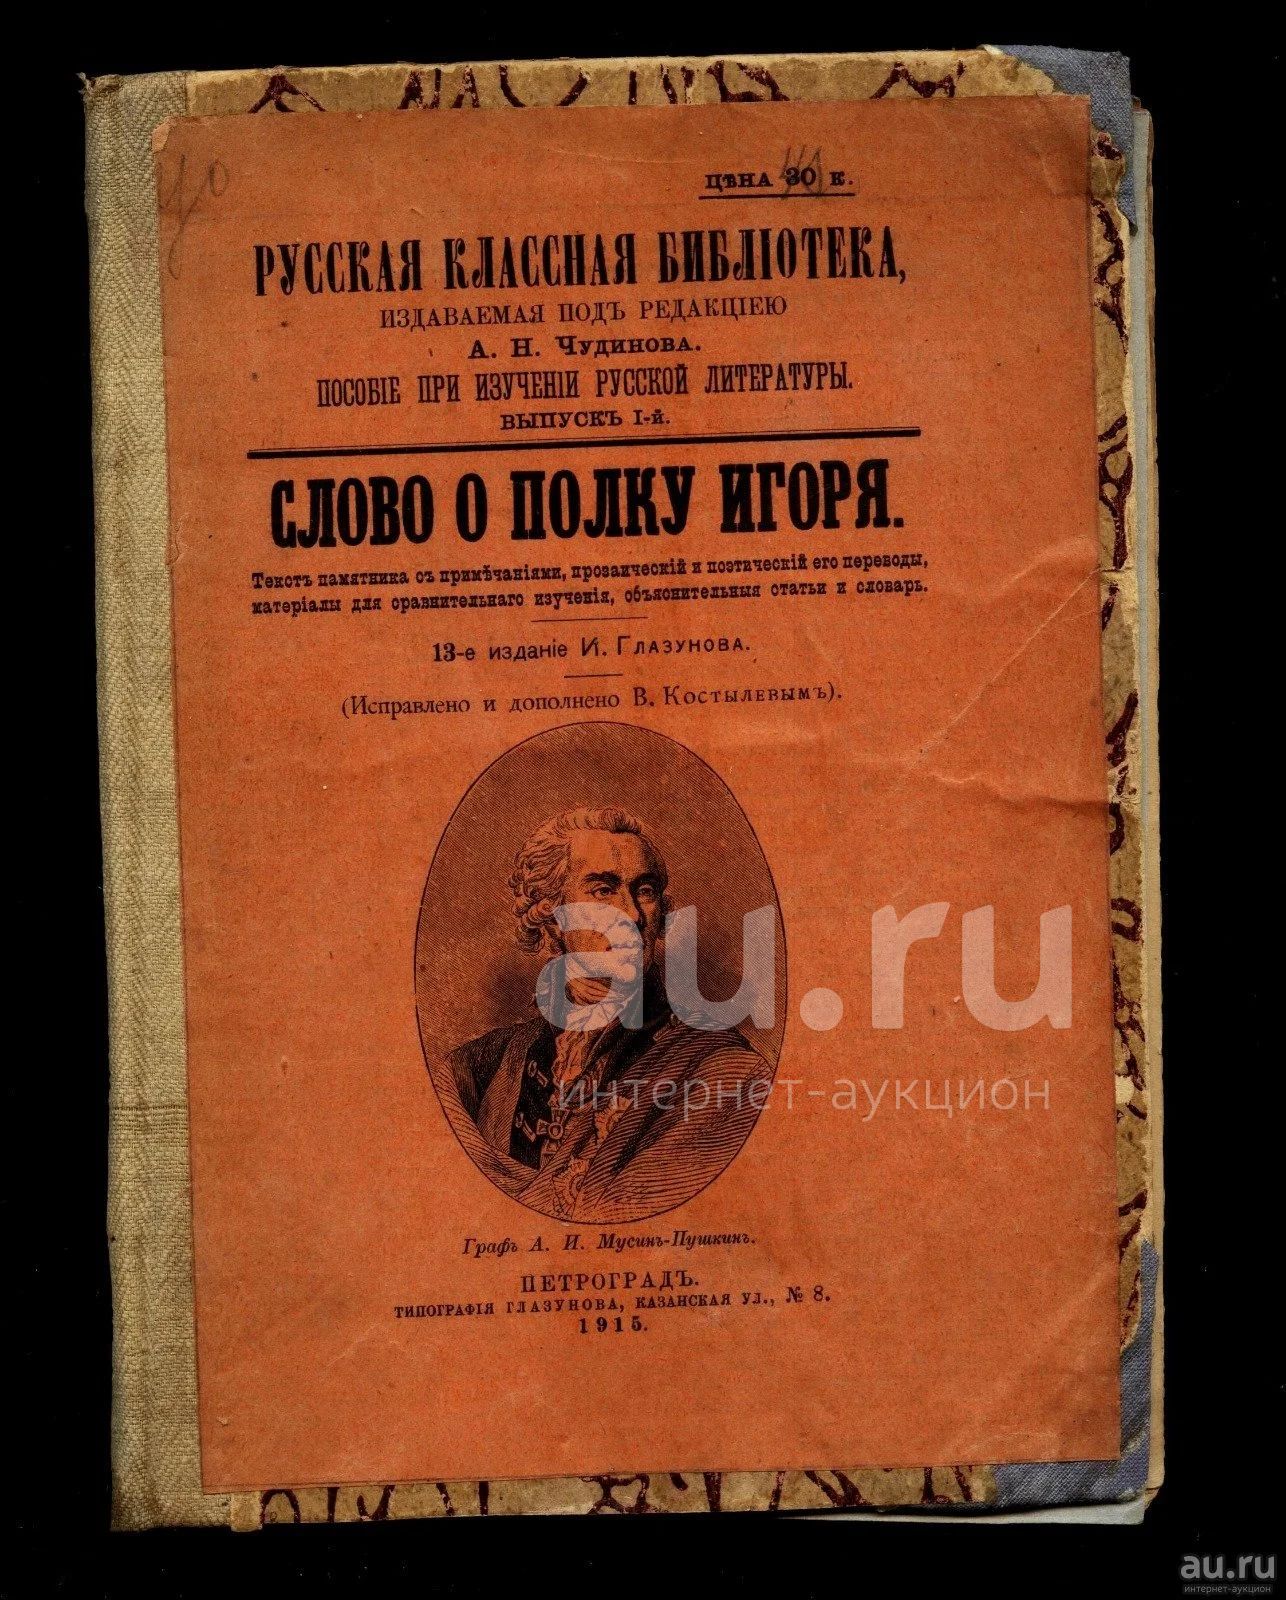 ЦѢНА 30 к.
РУССКАЯ КЛАССНАЯ БИБЛІОТЕКА,
ИЗДАВАЕМАЯ ПОДЪ РЕДАКЦІЕЮ
А. Н. Чудинова.
ПОСОБІЕ ПРИ ИЗУЧЕНІИ РУССКОЙ ЛИТЕРАТУРЫ.
ВЫПУСКЪ I-й.
СЛОВО О ПОЛКУ ИГОРЯ.
Текстъ памятника съ примѣчаніями, прозаическій и поэтическій его переводы,
матеріалы для сравнительнаго изученія, объяснительныя статьи и словарь.
13-е изданіе И. Глазунова.
(Исправлено и дополнено В. Костылевымъ).
au.ru
интернет-аукцион
Графъ А. И. Мусинъ-Пушкинъ.
ПЕТРОГРАДЪ.
ТИПОГРАФІЯ ГЛАЗУНОВА, КАЗАНСКАЯ УЛ., № 8.
1915.
au.ru
интернет-аукцион